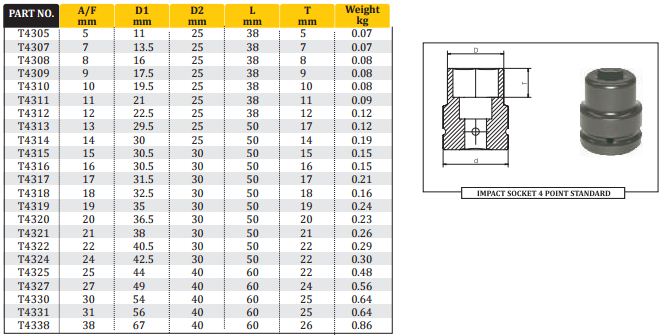 PART NO. A/F mm D1 mm D2 mm L mm T mm Weight kg
T4305 5 11 25 38 5 0.07
T4307 7 13.5 25 38 7 0.07
T4308 8 16 25 38 8 0.08
T4309 9 17.5 25 38 9 0.08
T4310 10 19.5 25 38 10 0.08
T4311 11 21 25 38 11 0.09
T4312 12 22.5 25 38 12 0.12
T4313 13 29.5 25 50 17 0.12
T4314 14 30 25 50 14 0.19
T4315 15 30.5 30 50 15 0.15
T4316 16 30.5 30 50 16 0.15
T4317 17 31.5 30 50 17 0.21
T4318 18 32.5 30 50 18 0.16
T4319 19 35 30 50 19 0.24
T4320 20 36.5 30 50 20 0.23
T4321 21 38 30 50 21 0.26
T4322 22 40.5 30 50 22 0.29
T4324 24 42.5 30 50 22 0.30
T4325 25 44 40 60 22 0.48
T4327 27 49 40 60 24 0.56
T4330 30 54 40 60 25 0.64
T4331 31 56 40 60 25 0.64
T4338 38 67 40 60 26 0.86
D
T
d
IMPACT SOCKET 4 POINT STANDARD